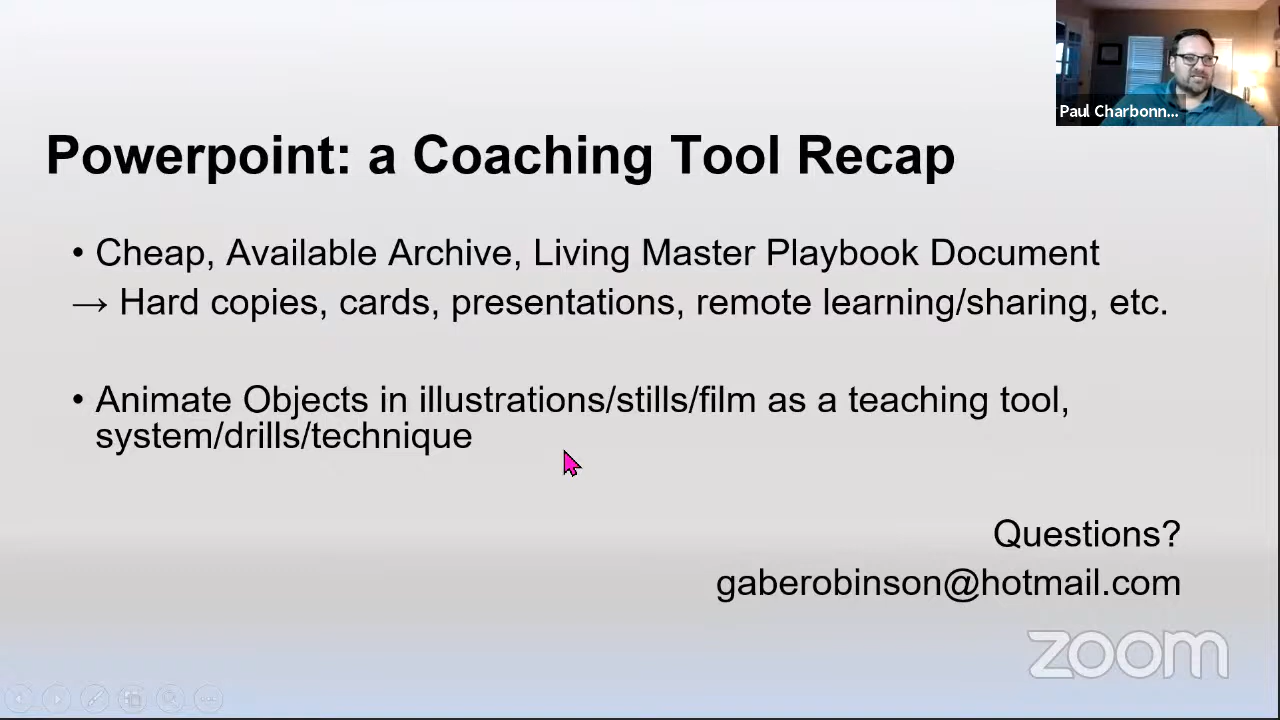 Paul Charbonn...
Powerpoint: a Coaching Tool Recap
• Cheap, Available Archive, Living Master Playbook Document
→ Hard copies, cards, presentations, remote learning/sharing, etc.
• Animate Objects in illustrations/stills/film as a teaching tool,
system/drills/technique
Questions?
gaberobinson@hotmail.com
zoom